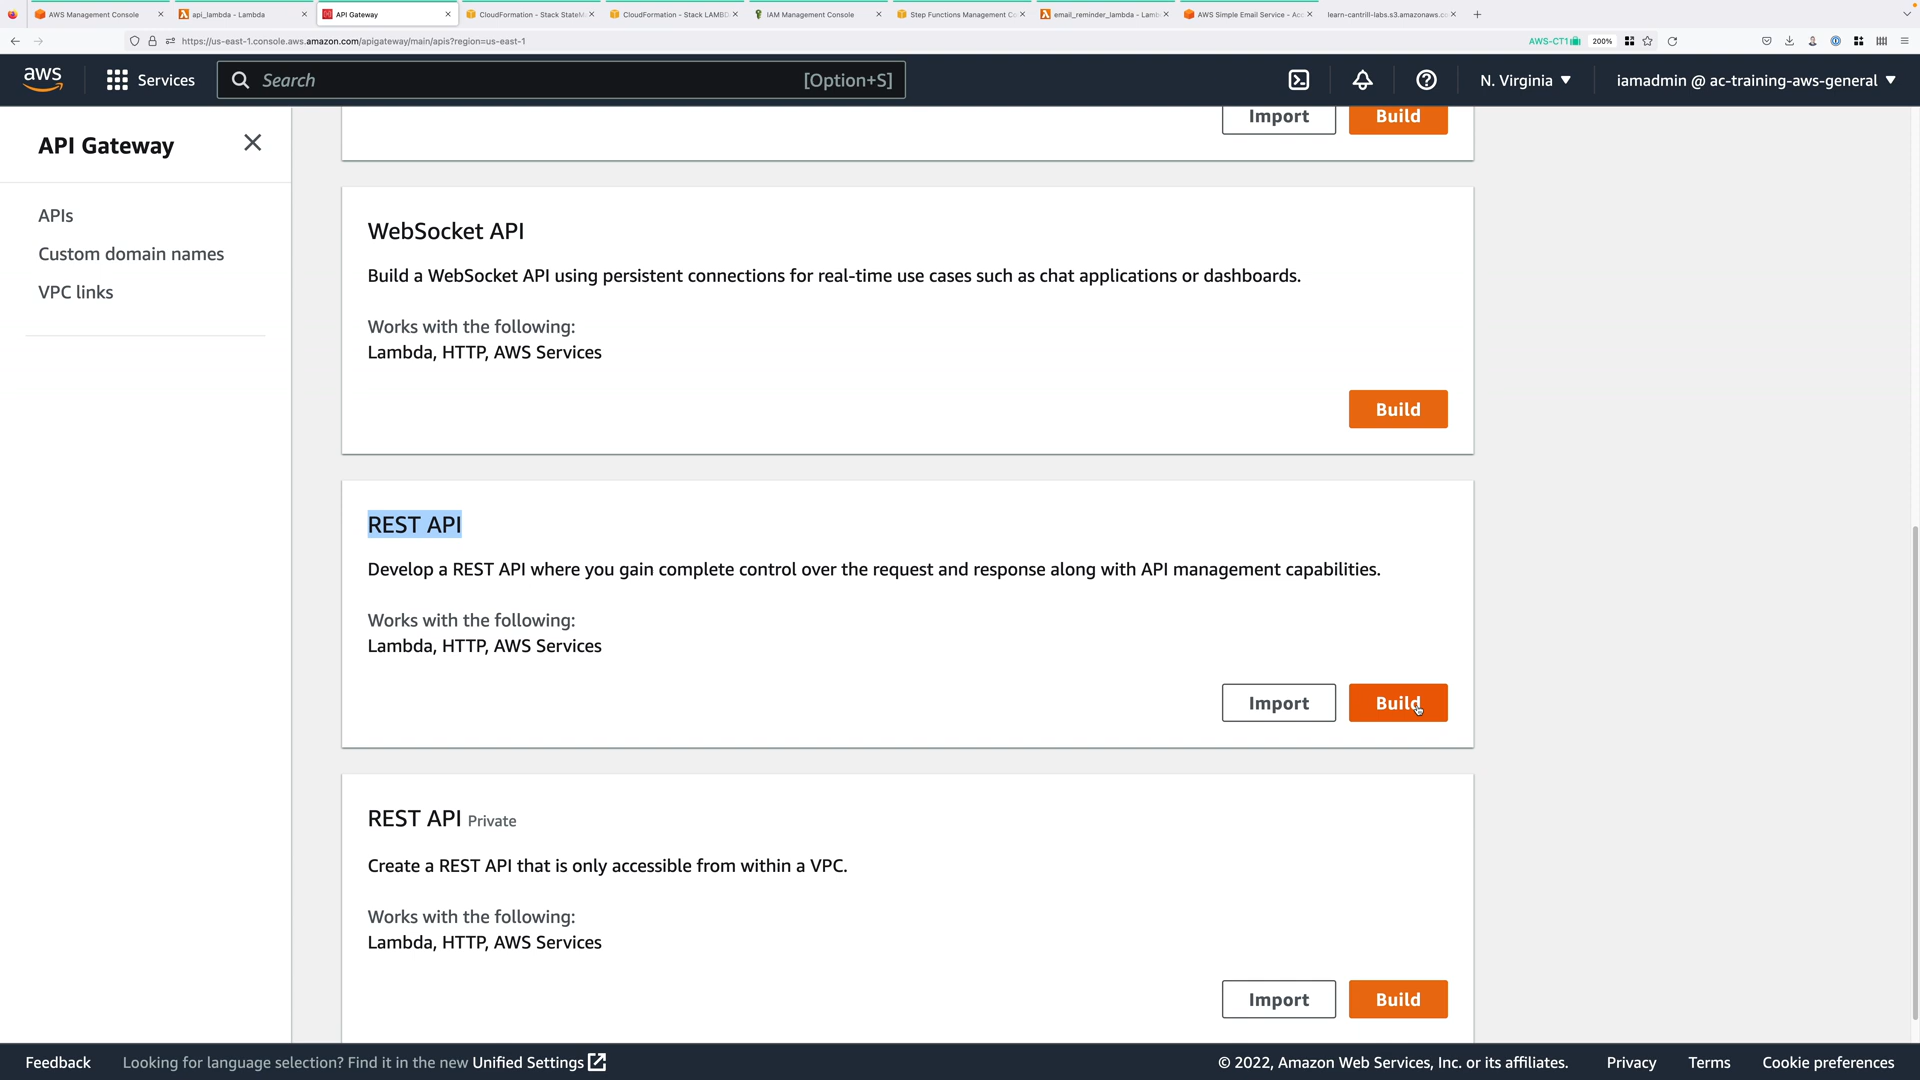 AWS Management Console
api_lambda - Lambda
API Gateway
CloudFormation - Stack StateM
CloudFormation - Stack LAMBD
IAM Management Console
Step Functions Management Co
email_reminder_lambda - Lamb
AWS Simple Email Service - Acc
learn-cantrill-labs.s3.amazonaws.co
https://us-east-1.console.aws.amazon.com/apigateway/main/apis?region=us-east-1
AWS-CT1
200%
aws
Services
Search
[Option+S]
N. Virginia
iamadmin @ ac-training-aws-general
API Gateway
APIs
Custom domain names
VPC links
Import
Build
WebSocket API
Build a WebSocket API using persistent connections for real-time use cases such as chat applications or dashboards.
Works with the following:
Lambda, HTTP, AWS Services
Build
REST API
Develop a REST API where you gain complete control over the request and response along with API management capabilities.
Works with the following:
Lambda, HTTP, AWS Services
Import
Build
REST API Private
Create a REST API that is only accessible from within a VPC.
Works with the following:
Lambda, HTTP, AWS Services
Import
Build
Feedback
Looking for language selection? Find it in the new Unified Settings
© 2022, Amazon Web Services, Inc. or its affiliates.
Privacy
Terms
Cookie preferences